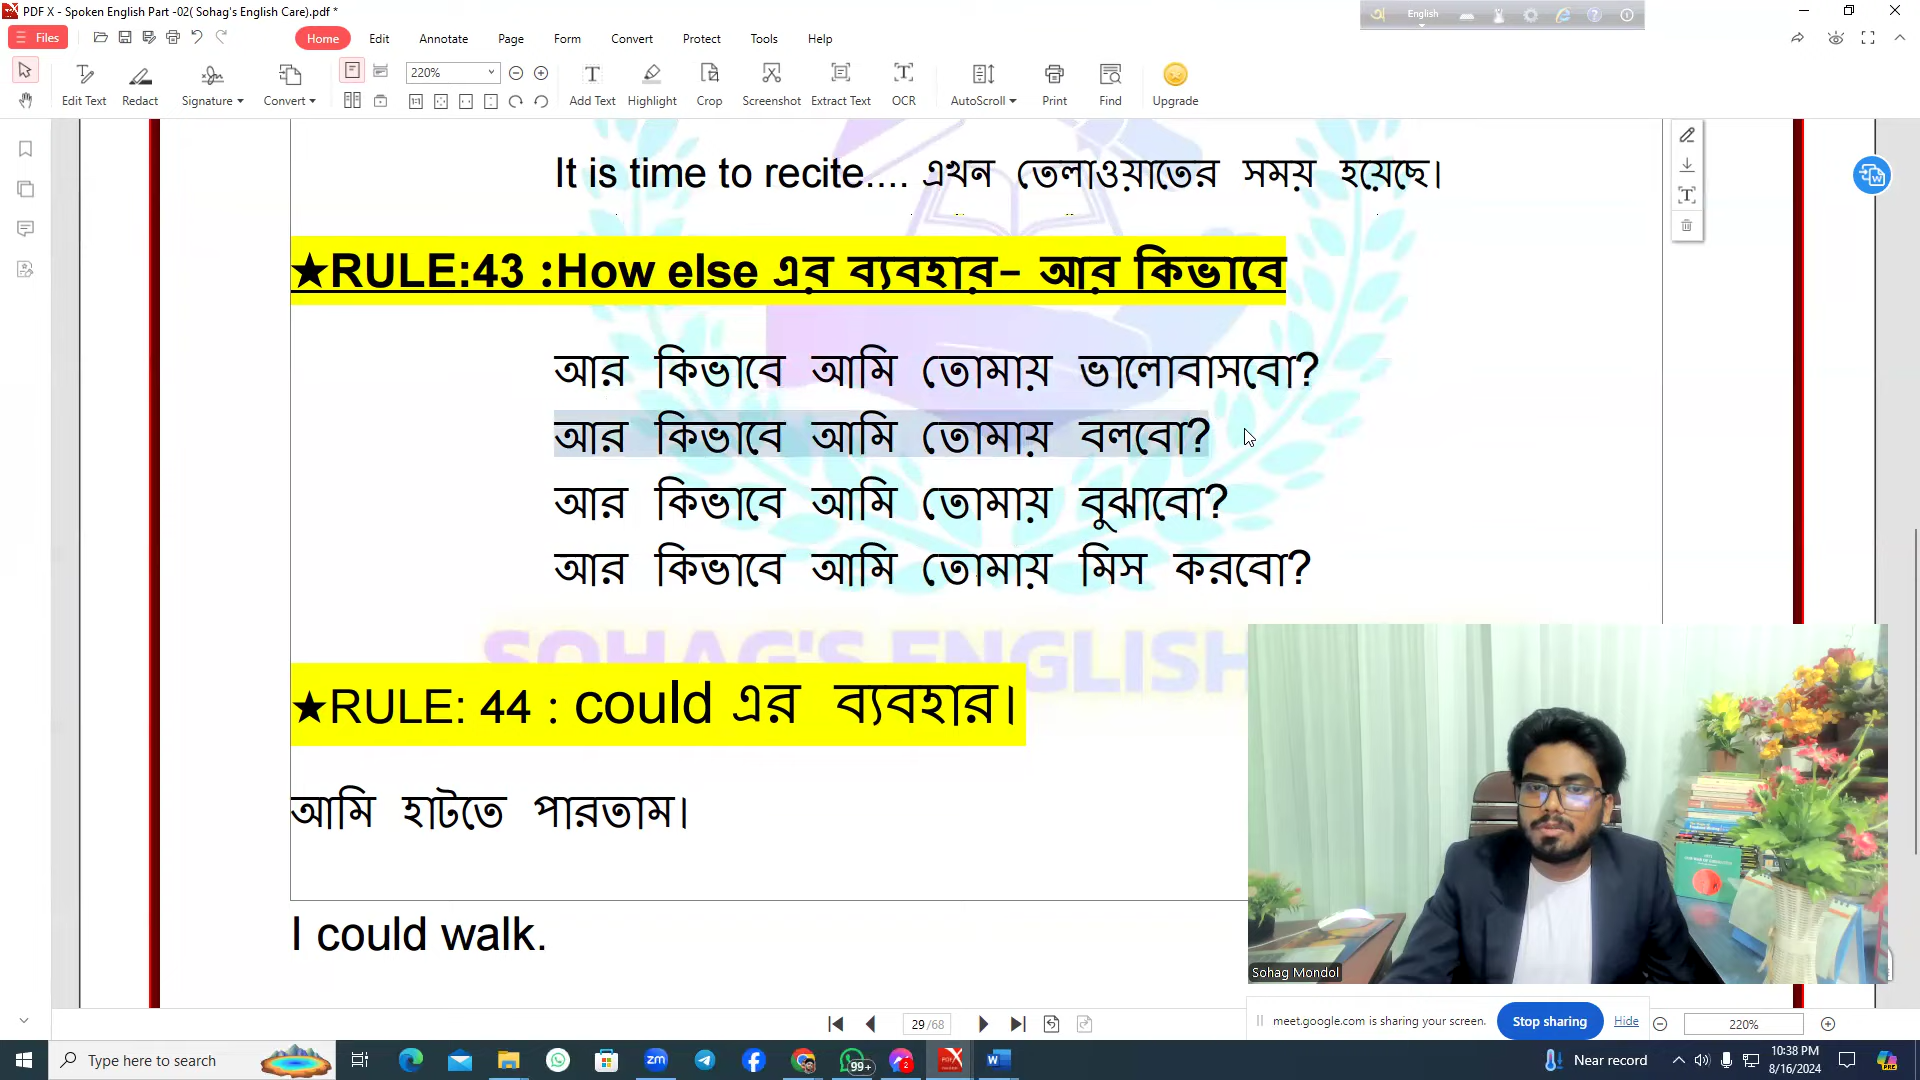 PDF X - Spoken English Part -02( Sohag's English Care).pdf *
English
Files
Home Edit Annotate Page Form Convert Protect Tools Help
220%
Edit Text Redact Signature Convert Add Text Highlight Crop Screenshot Extract Text OCR AutoScroll Print Find Upgrade
It is time to recite.... এখন তেলাওয়াতের সময় হয়েছে।
★RULE:43 :How else এর ব্যবহার– আর কিভাবে
আর কিভাবে আমি তোমায় ভালোবাসবো?
আর কিভাবে আমি তোমায় বলবো?
আর কিভাবে আমি তোমায় বুঝাবো?
আর কিভাবে আমি তোমায় মিস করবো?
SOHAG'S ENGLISH
★RULE: 44 : could এর ব্যবহার।
আমি হাটতে পারতাম।
I could walk.
Sohag Mondol
29 /68
meet.google.com is sharing your screen. Stop sharing Hide
220%
Type here to search
zm
99+
2
Near record
10:38 PM
8/16/2024